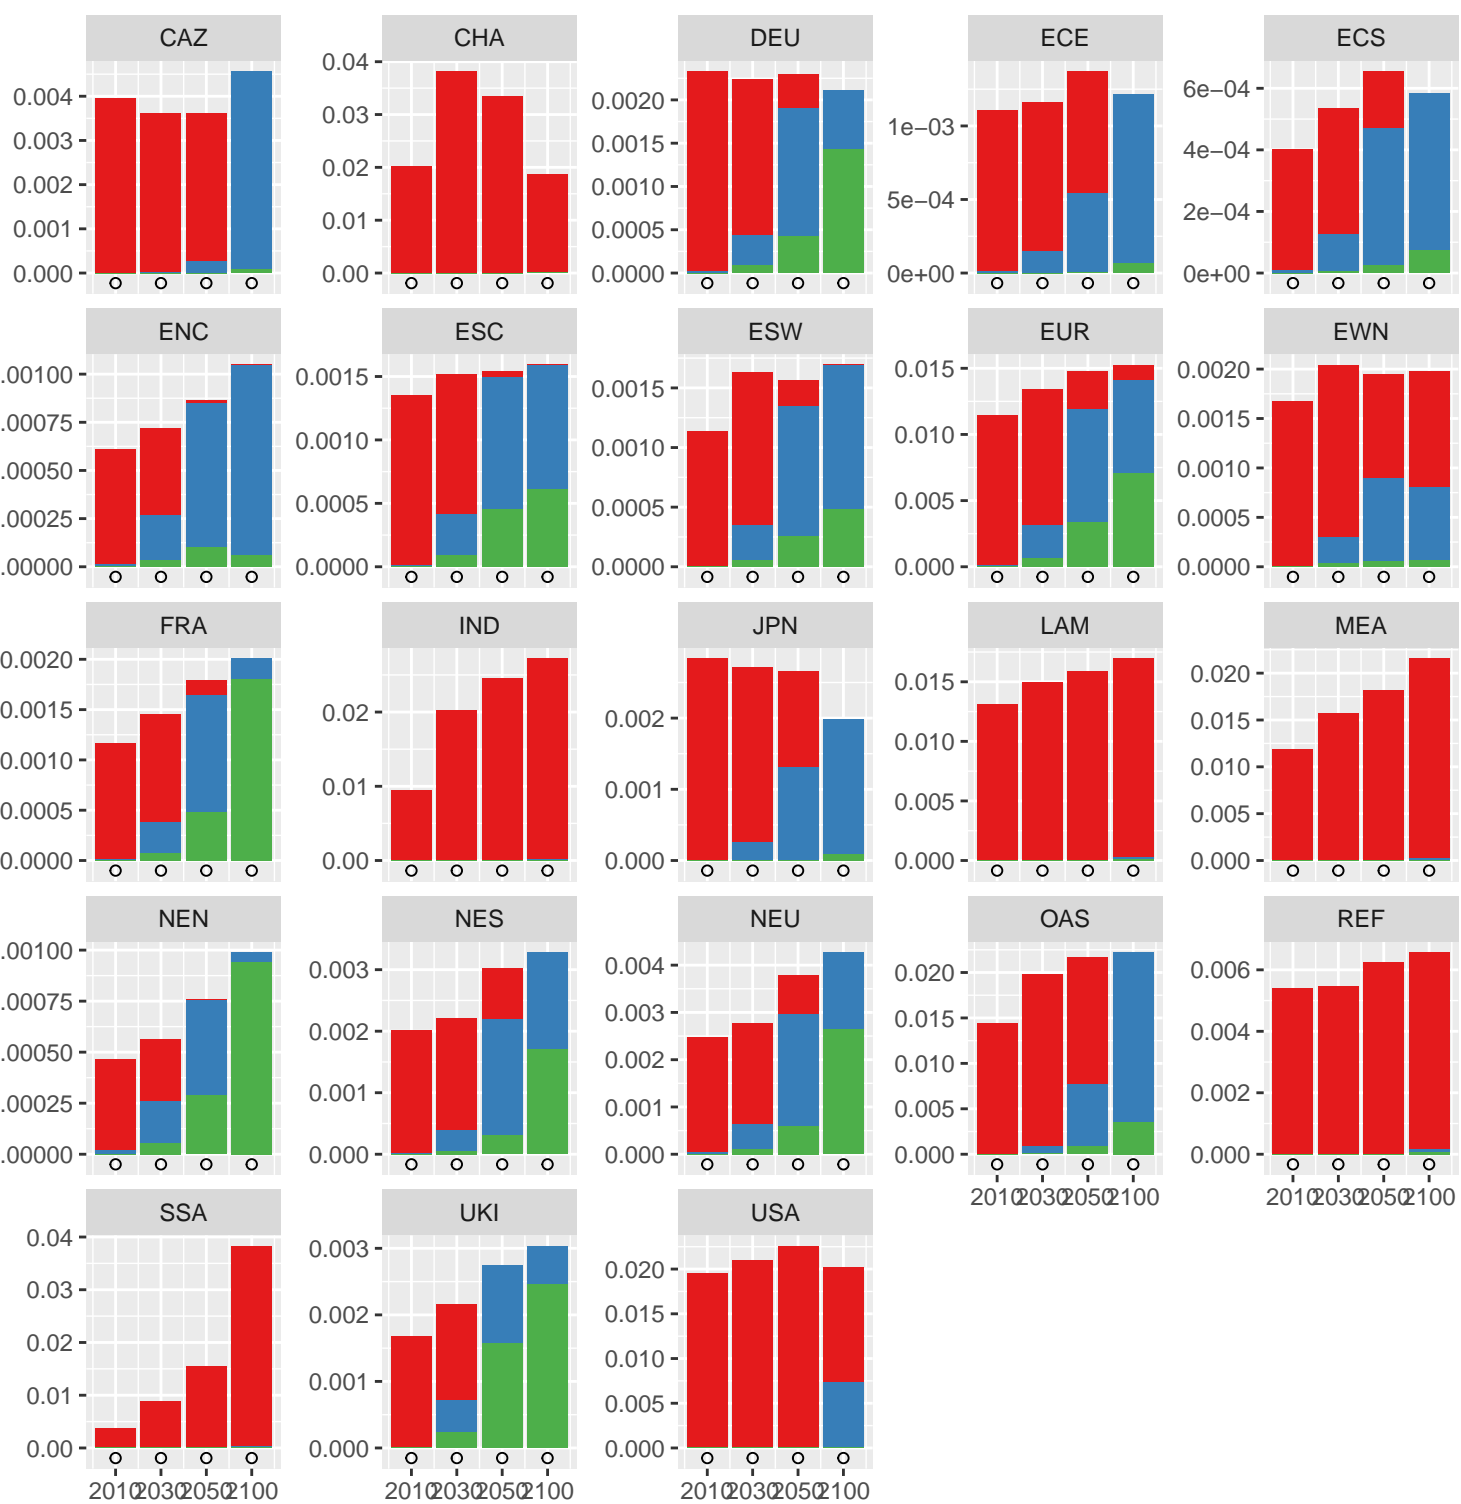 CAZ CHA DEU ECE ECS
0.004 0.003 0.002 0.001 0.000
0.04 0.03 0.02 0.01 0.00
0.0020 0.0015 0.0010 0.0005 0.0000
1e−03 5e−04 0e+00
6e−04 4e−04 2e−04 0e+00
ENC ESC ESW EUR EWN
.00100 .00075 .00050 .00025 .00000
0.0015 0.0010 0.0005 0.0000
0.0015 0.0010 0.0005 0.0000
0.015 0.010 0.005 0.000
0.0020 0.0015 0.0010 0.0005 0.0000
FRA IND JPN LAM MEA
0.0020 0.0015 0.0010 0.0005 0.0000
0.02 0.01 0.00
0.002 0.001 0.000
0.015 0.010 0.005 0.000
0.020 0.015 0.010 0.005 0.000
NEN NES NEU OAS REF
.00100 .00075 .00050 .00025 .00000
0.003 0.002 0.001 0.000
0.004 0.003 0.002 0.001 0.000
0.020 0.015 0.010 0.005 0.000
0.006 0.004 0.002 0.000
2010 2030 2050 2100
2010 2030 2050 2100
SSA UKI USA
0.04 0.03 0.02 0.01 0.00
0.003 0.002 0.001 0.000
0.020 0.015 0.010 0.005 0.000
2010 2030 2050 2100
2010 2030 2050 2100
2010 2030 2050 2100